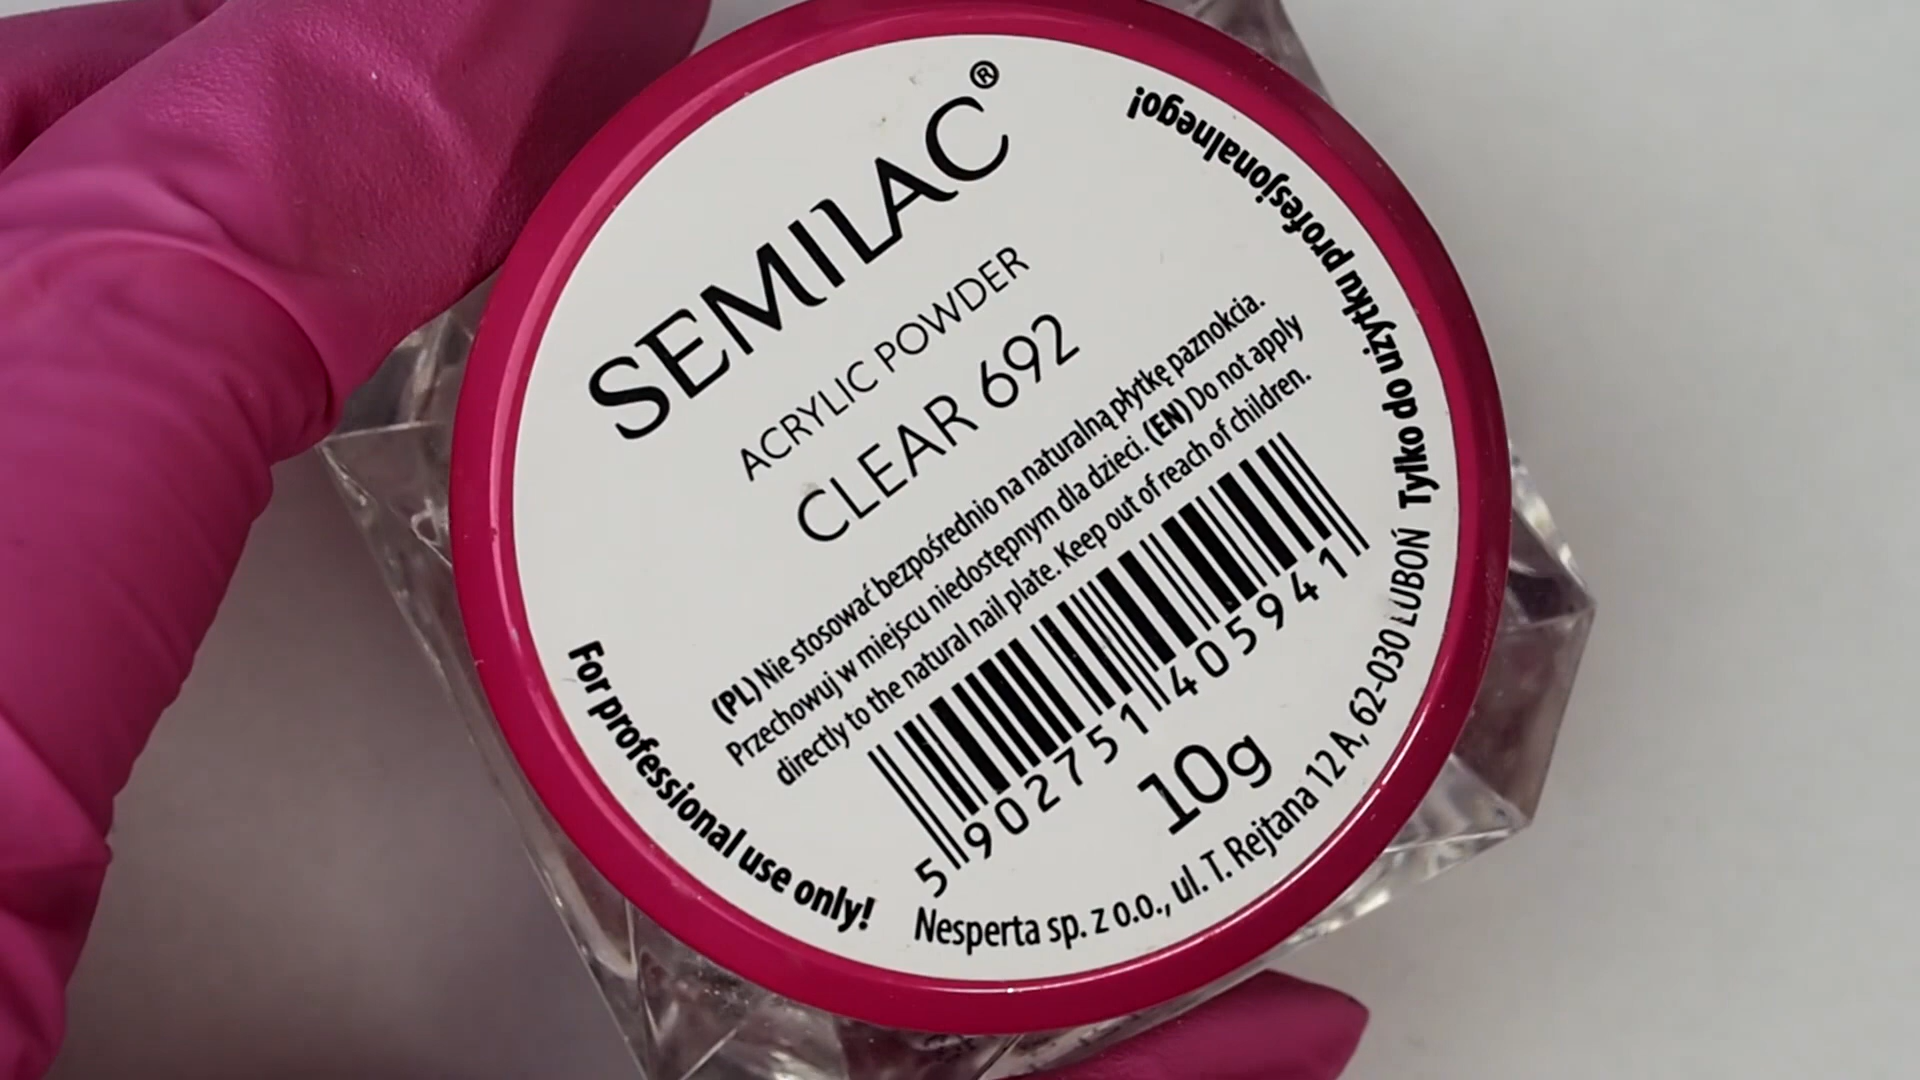 SEMILAC®
ACRYLIC POWDER
CLEAR 692
(PL) Nie stosować bezpośrednio na naturalną płytkę paznokcia.
Przechowuj w miejscu niedostępnym dla dzieci. (EN) Do not apply
directly to the natural nail plate. Keep out of reach of children.
5 902751 405941
10g
For professional use only!
Nesperta sp. z o.o., ul. T. Rejtana 12 A, 62-030 LUBOŃ
Tylko do użytku profesjonalnego!